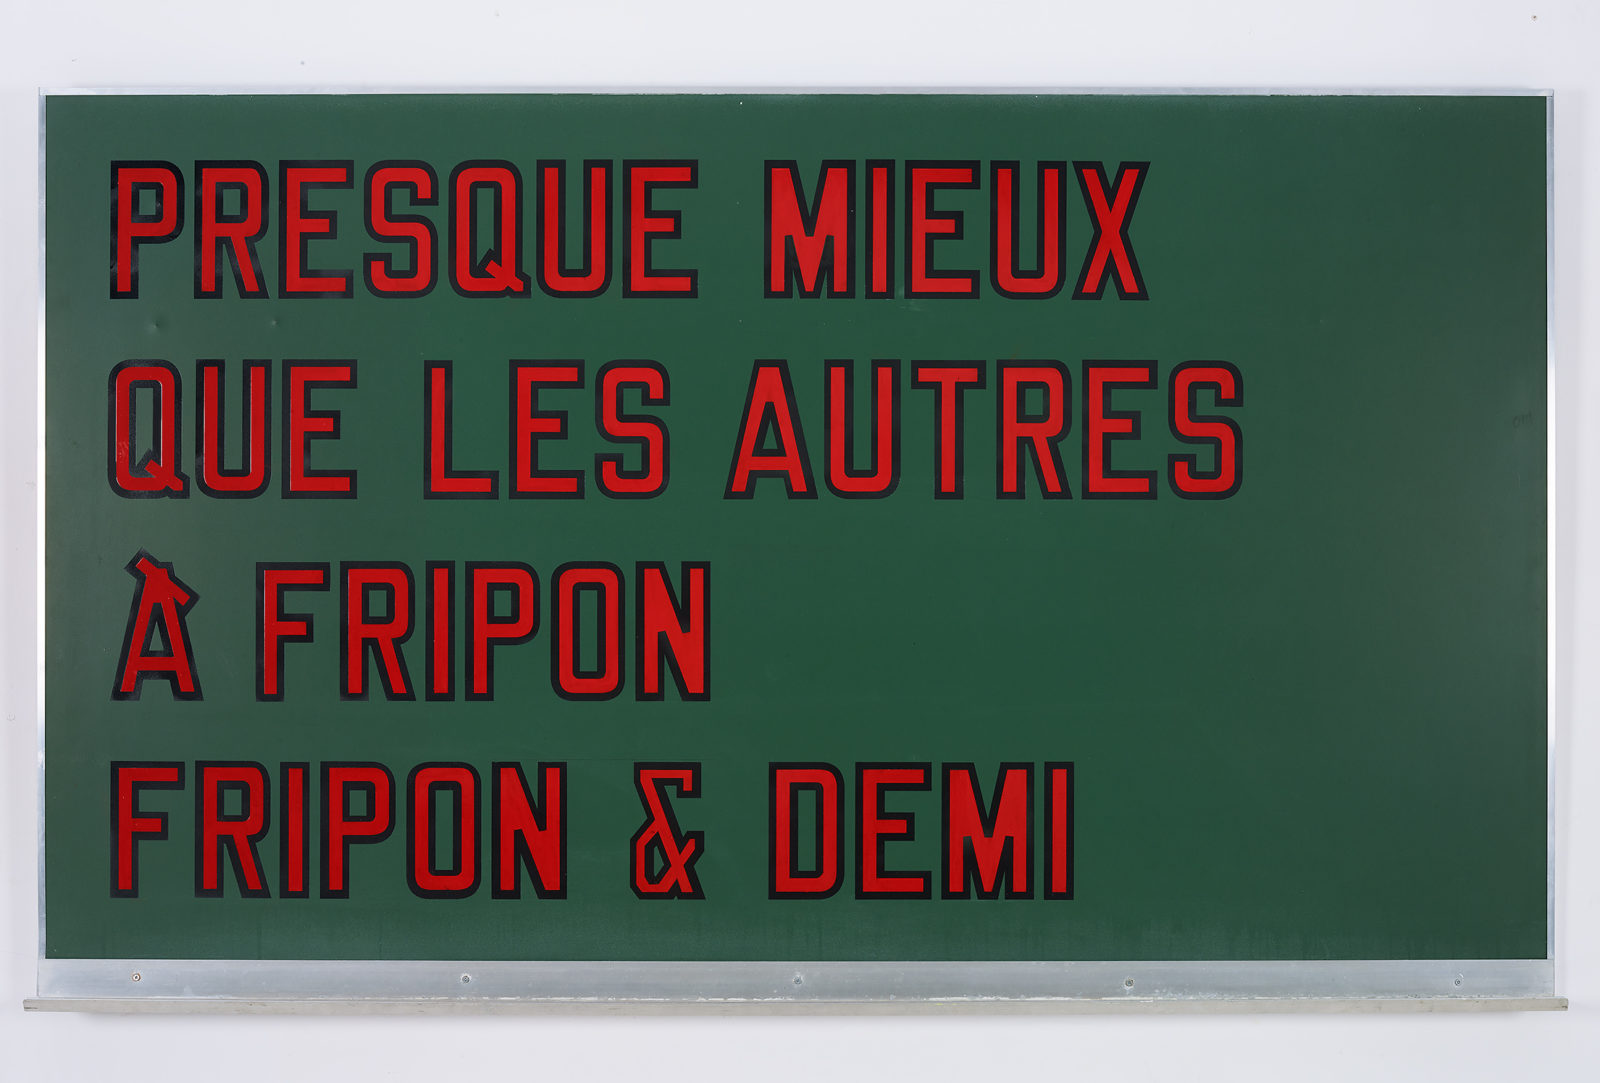 PRESQUE MIEUX
QUE LES AUTRES
À FRIPON
FRIPON & DEMI